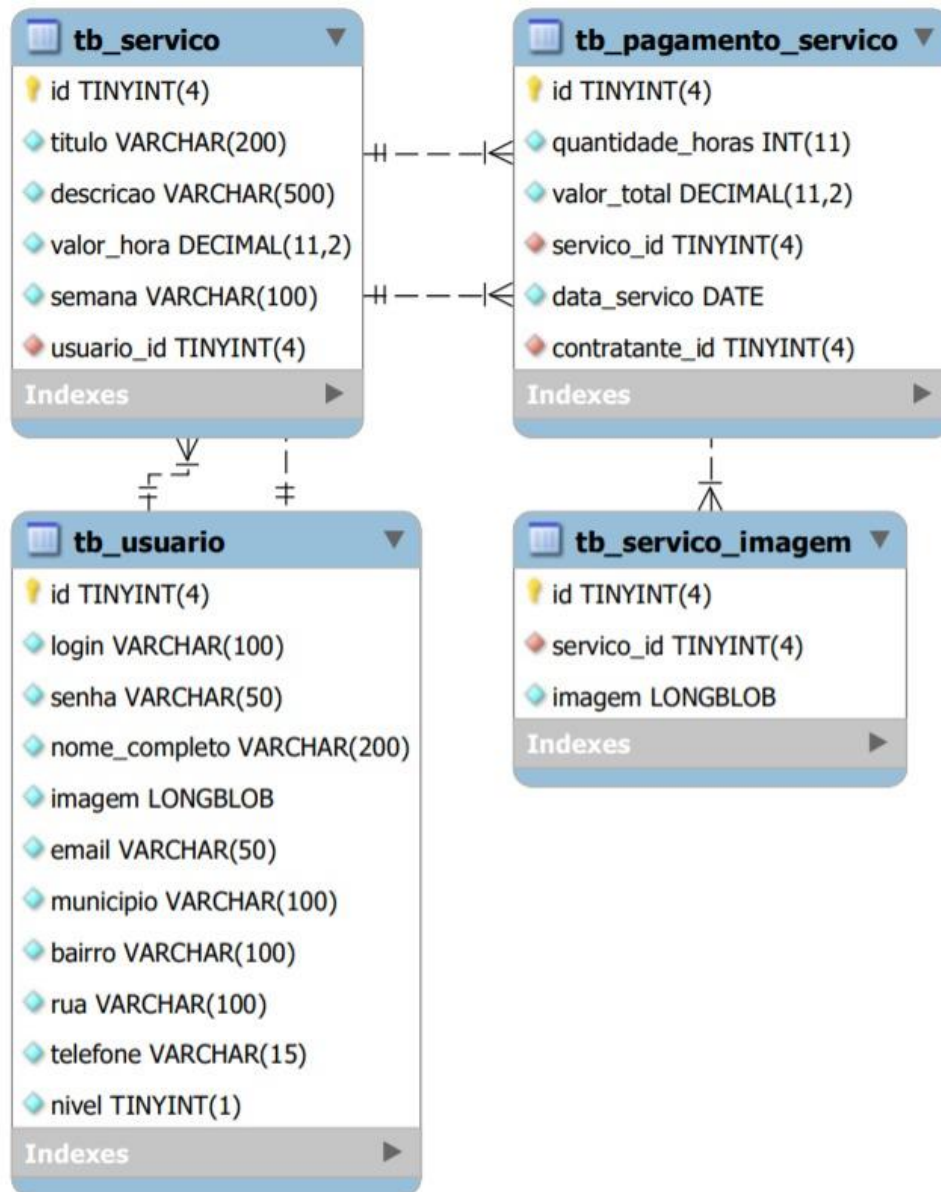 tb_servico
id TINYINT(4)
titulo VARCHAR(200)
descricao VARCHAR(500)
valor_hora DECIMAL(11,2)
semana VARCHAR(100)
usuario_id TINYINT(4)
Indexes
tb_pagamento_servico
id TINYINT(4)
quantidade_horas INT(11)
valor_total DECIMAL(11,2)
servico_id TINYINT(4)
data_servico DATE
contratante_id TINYINT(4)
Indexes
tb_usuario
id TINYINT(4)
login VARCHAR(100)
senha VARCHAR(50)
nome_completo VARCHAR(200)
imagem LONGBLOB
email VARCHAR(50)
municipio VARCHAR(100)
bairro VARCHAR(100)
rua VARCHAR(100)
telefone VARCHAR(15)
nivel TINYINT(1)
Indexes
tb_servico_imagem
id TINYINT(4)
servico_id TINYINT(4)
imagem LONGBLOB
Indexes